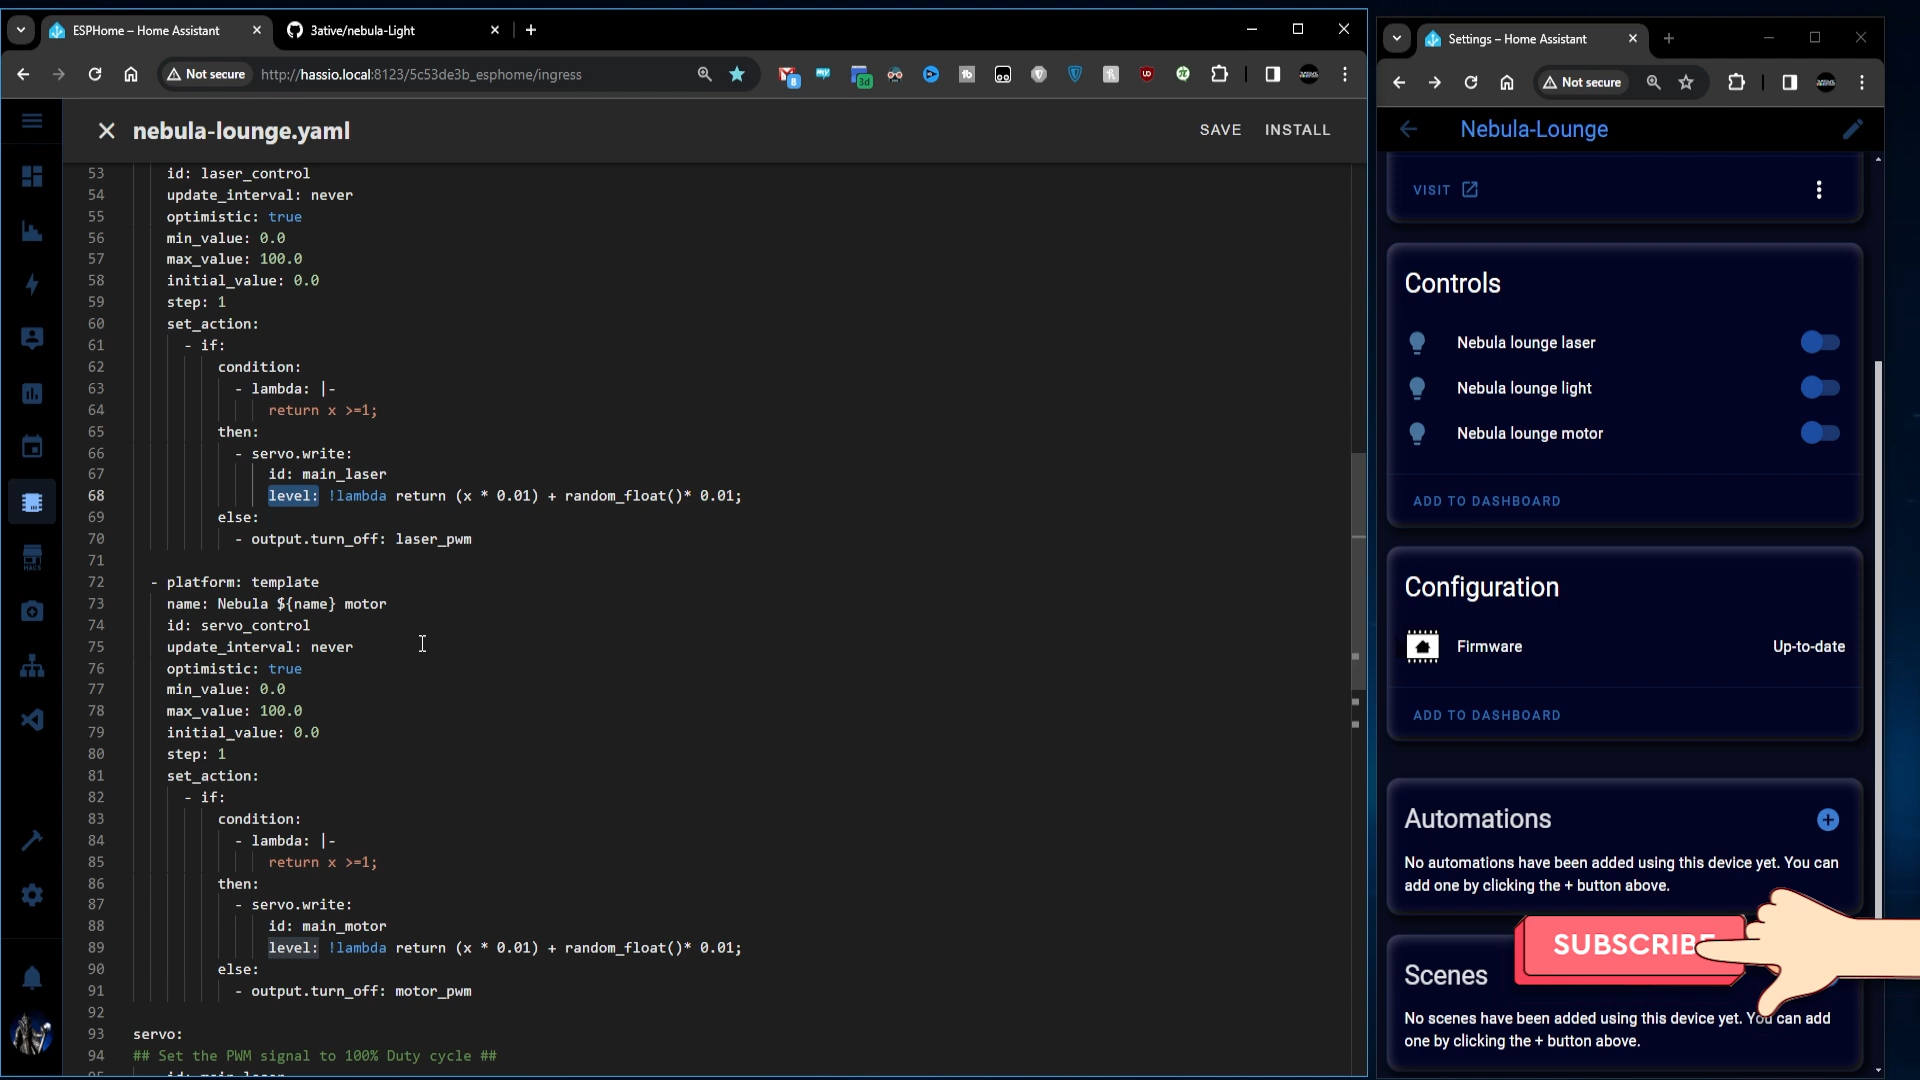 ESPHome – Home Assistant
3ative/nebula-Light
Not secure
http://hassio.local:8123/5c53de3b_esphome/ingress
nebula-lounge.yaml
SAVE
INSTALL
53 id: laser_control
54 update_interval: never
55 optimistic: true
56 min_value: 0.0
57 max_value: 100.0
58 initial_value: 0.0
59 step: 1
60 set_action:
61 - if:
62 condition:
63 - lambda: |-
64 return x >=1;
65 then:
66 - servo.write:
67 id: main_laser
68 level: !lambda return (x * 0.01) + random_float()* 0.01;
69 else:
70 - output.turn_off: laser_pwm
71
72 - platform: template
73 name: Nebula ${name} motor
74 id: servo_control
75 update_interval: never
76 optimistic: true
77 min_value: 0.0
78 max_value: 100.0
79 initial_value: 0.0
80 step: 1
81 set_action:
82 - if:
83 condition:
84 - lambda: |-
85 return x >=1;
86 then:
87 - servo.write:
88 id: main_motor
89 level: !lambda return (x * 0.01) + random_float()* 0.01;
90 else:
91 - output.turn_off: motor_pwm
92
93 servo:
94 ## Set the PWM signal to 100% Duty cycle ##
Settings – Home Assistant
Not secure
Nebula-Lounge
VISIT
Controls
Nebula lounge laser
Nebula lounge light
Nebula lounge motor
ADD TO DASHBOARD
Configuration
Firmware
Up-to-date
ADD TO DASHBOARD
Automations
No automations have been added using this device yet. You can
add one by clicking the + button above.
SUBSCRIBE
Scenes
No scenes have been added using this device yet. You can add
one by clicking the + button above.